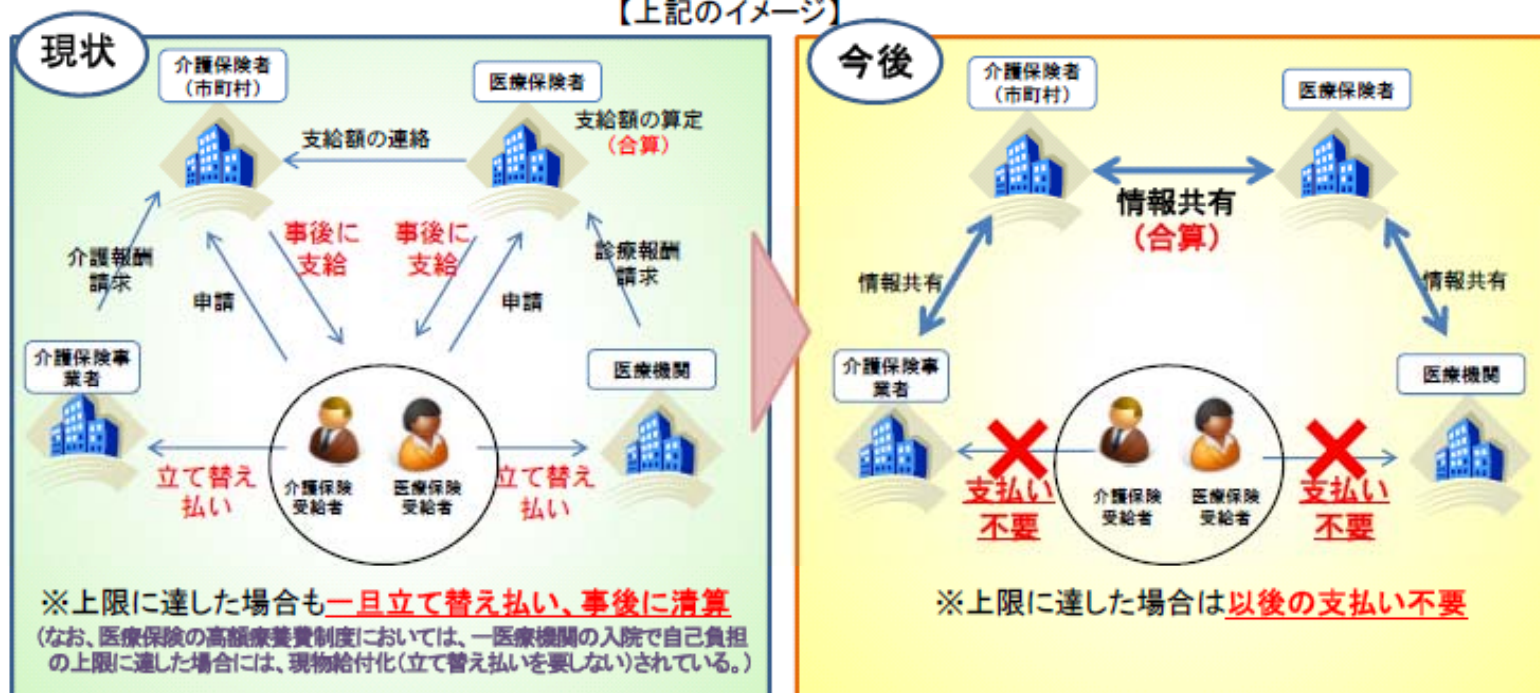 【上記のイメージ】
現状
介護保険者
（市町村）
医療保険者
支給額の連絡
支給額の算定
（合算）
介護報酬
請求
申請
事後に
支給
事後に
支給
申請
診療報酬
請求
介護保険事
業者
医療機関
立て替え
払い
介護保険
受給者
医療保険
受給者
立て替え
払い
※上限に達した場合も一旦立て替え払い、事後に清算
（なお、医療保険の高額療養費制度においては、一医療機関の入院で自己負担
の上限に達した場合には、現物給付化（立て替え払いを要しない）されている。）
今後
介護保険者
（市町村）
医療保険者
情報共有
（合算）
情報共有
情報共有
介護保険事
業者
医療機関
支払い
不要
介護保険
受給者
医療保険
受給者
支払い
不要
※上限に達した場合は以後の支払い不要